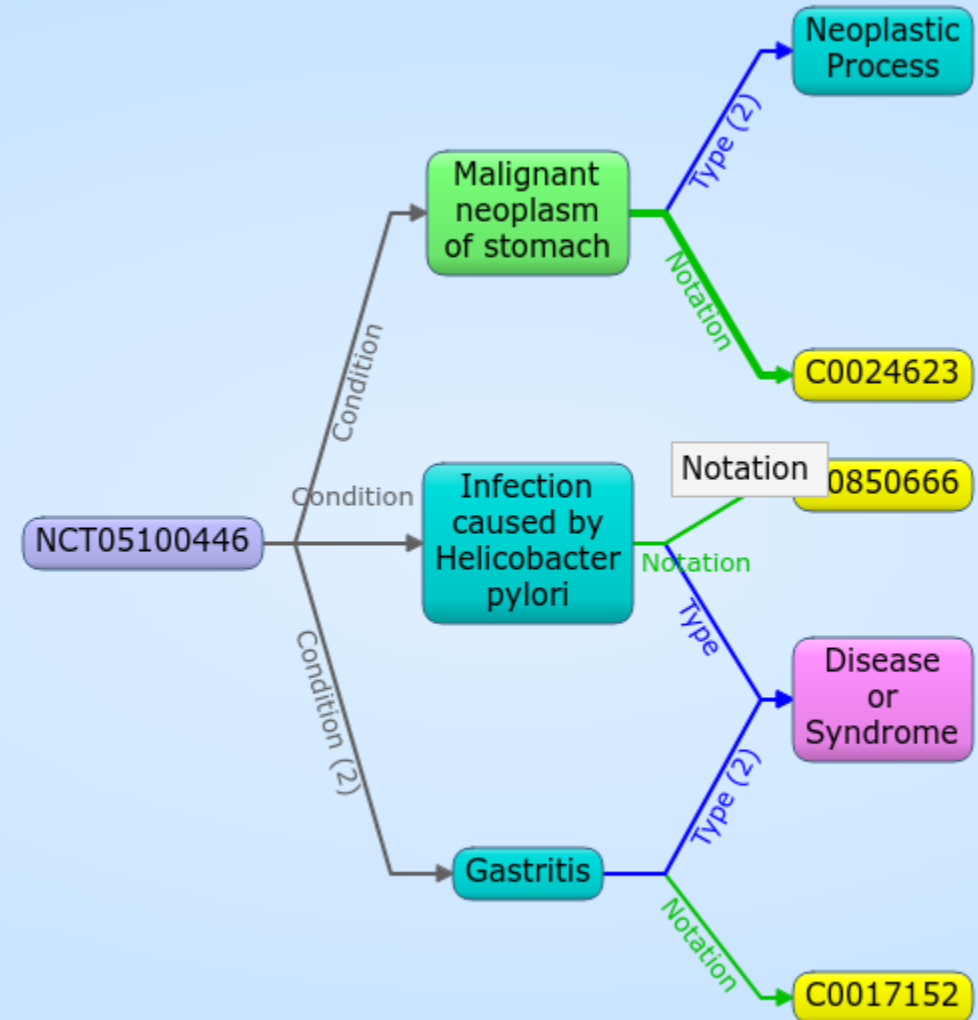 Neoplastic
Process
Type (2)
Malignant
neoplasm
of stomach
Notation
Condition
C0024623
Notation
0850666
Condition
Infection
caused by
Helicobacter
pylori
NCT05100446
Notation
Type
Disease
or
Syndrome
Condition (2)
Type (2)
Gastritis
Notation
C0017152